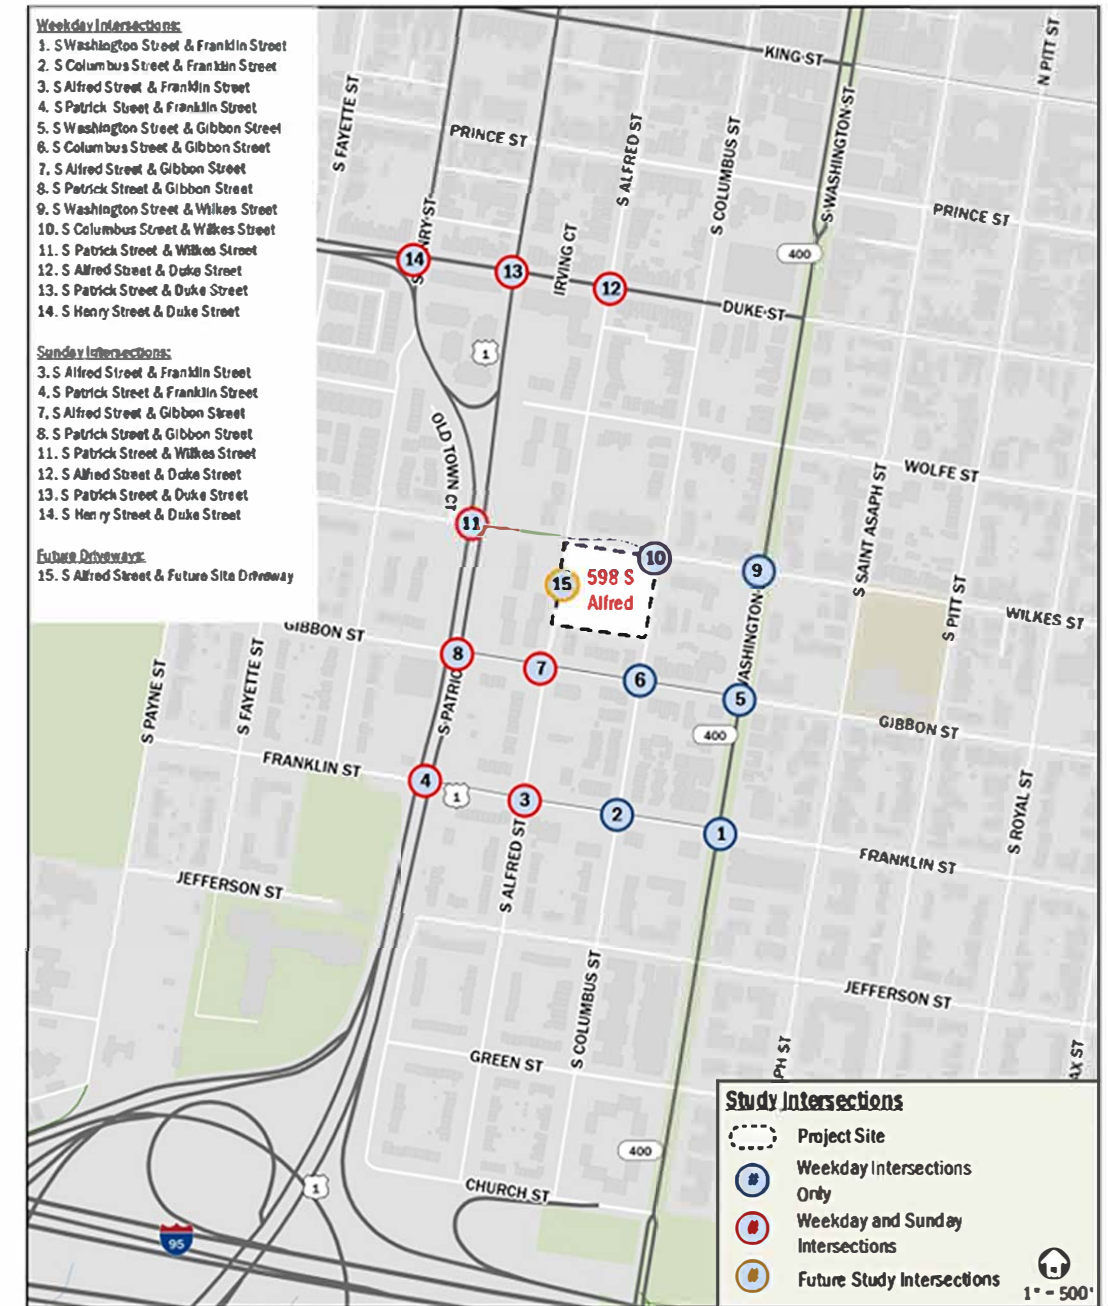 Weekday Intersections:
1. S Washington Street & Franklin Street
2. S Columbus Street & Franklin Street
3. S Alfred Street & Franklin Street
4. S Patrick Street & Franklin Street
5. S Washington Street & Gibbon Street
6. S Columbus Street & Gibbon Street
7. S Alfred Street & Gibbon Street
8. S Patrick Street & Gibbon Street
9. S Washington Street & Wilkes Street
10. S Columbus Street & Wilkes Street
11. S Patrick Street & Wilkes Street
12. S Alfred Street & Duke Street
13. S Patrick Street & Duke Street
14. S Henry Street & Duke Street
Sunday Intersections:
3. S Alfred Street & Franklin Street
4. S Patrick Street & Franklin Street
7. S Alfred Street & Gibbon Street
8. S Patrick Street & Gibbon Street
11. S Patrick Street & Wilkes Street
12. S Alfred Street & Duke Street
13. S Patrick Street & Duke Street
14. S Henry Street & Duke Street
Future Driveways:
15. S Alfred Street & Future Site Driveway
KING ST
N PITT ST
S FAYETTE ST
PRINCE ST
S ALFRED ST
S COLUMBUS ST
S WASHINGTON ST
PRINCE ST
S
NRY ST
IRVING CT
400
14
13
12
DUKE ST
1
OLD TOWN CT
WOLFE ST
S SAINT ASAPH ST
11
10
9
15
598 S
Alfred
S PITT ST
WILKES ST
ASHINGTON
GIBBON ST
8
7
6
5
S PAYNE ST
S FAYETTE ST
S PATRIC
400
GIBBON ST
FRANKLIN ST
4
1
3
2
1
S ROYAL ST
FRANKLIN ST
S ALFRED ST
JEFFERSON ST
S COLUMBUS ST
JEFFERSON ST
GREEN ST
PH ST
AX ST
400
1
CHURCH ST
95
Study Intersections
Project Site
# Weekday Intersections
Only
# Weekday and Sunday
Intersections
# Future Study Intersections
1" = 500'